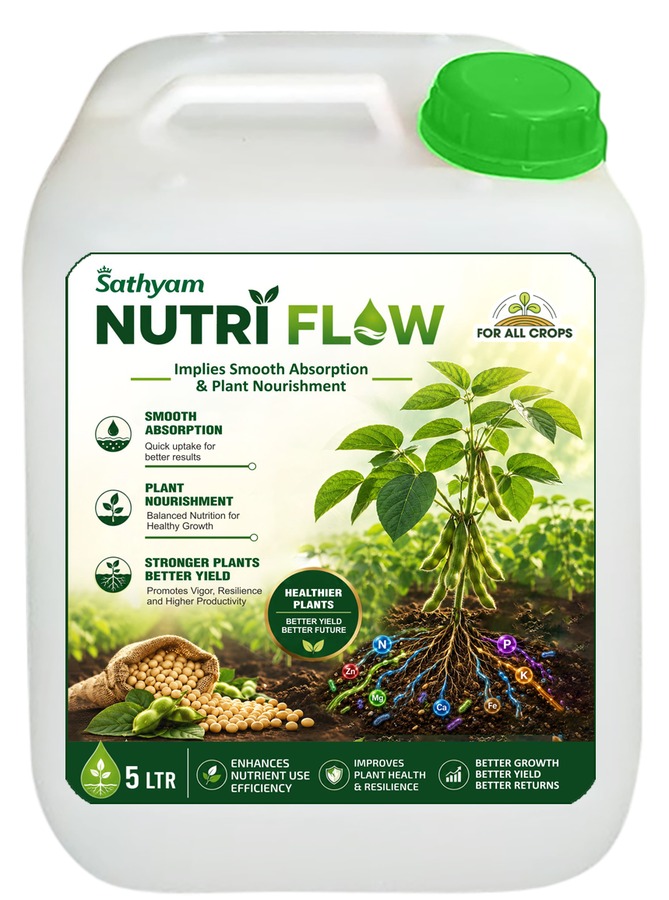 Sathyam
NUTRI FLOW
FOR ALL CROPS
Implies Smooth Absorption
& Plant Nourishment
SMOOTH
ABSORPTION
Quick uptake for
better results
PLANT
NOURISHMENT
Balanced Nutrition for
Healthy Growth
STRONGER PLANTS
BETTER YIELD
Promotes Vigor, Resilience
and Higher Productivity
HEALTHIER
PLANTS
BETTER YIELD
BETTER FUTURE
N
P
Zn
K
Mg
Ca
Fe
5 LTR
ENHANCES
NUTRIENT USE
EFFICIENCY
IMPROVES
PLANT HEALTH
& RESILIENCE
BETTER GROWTH
BETTER YIELD
BETTER RETURNS